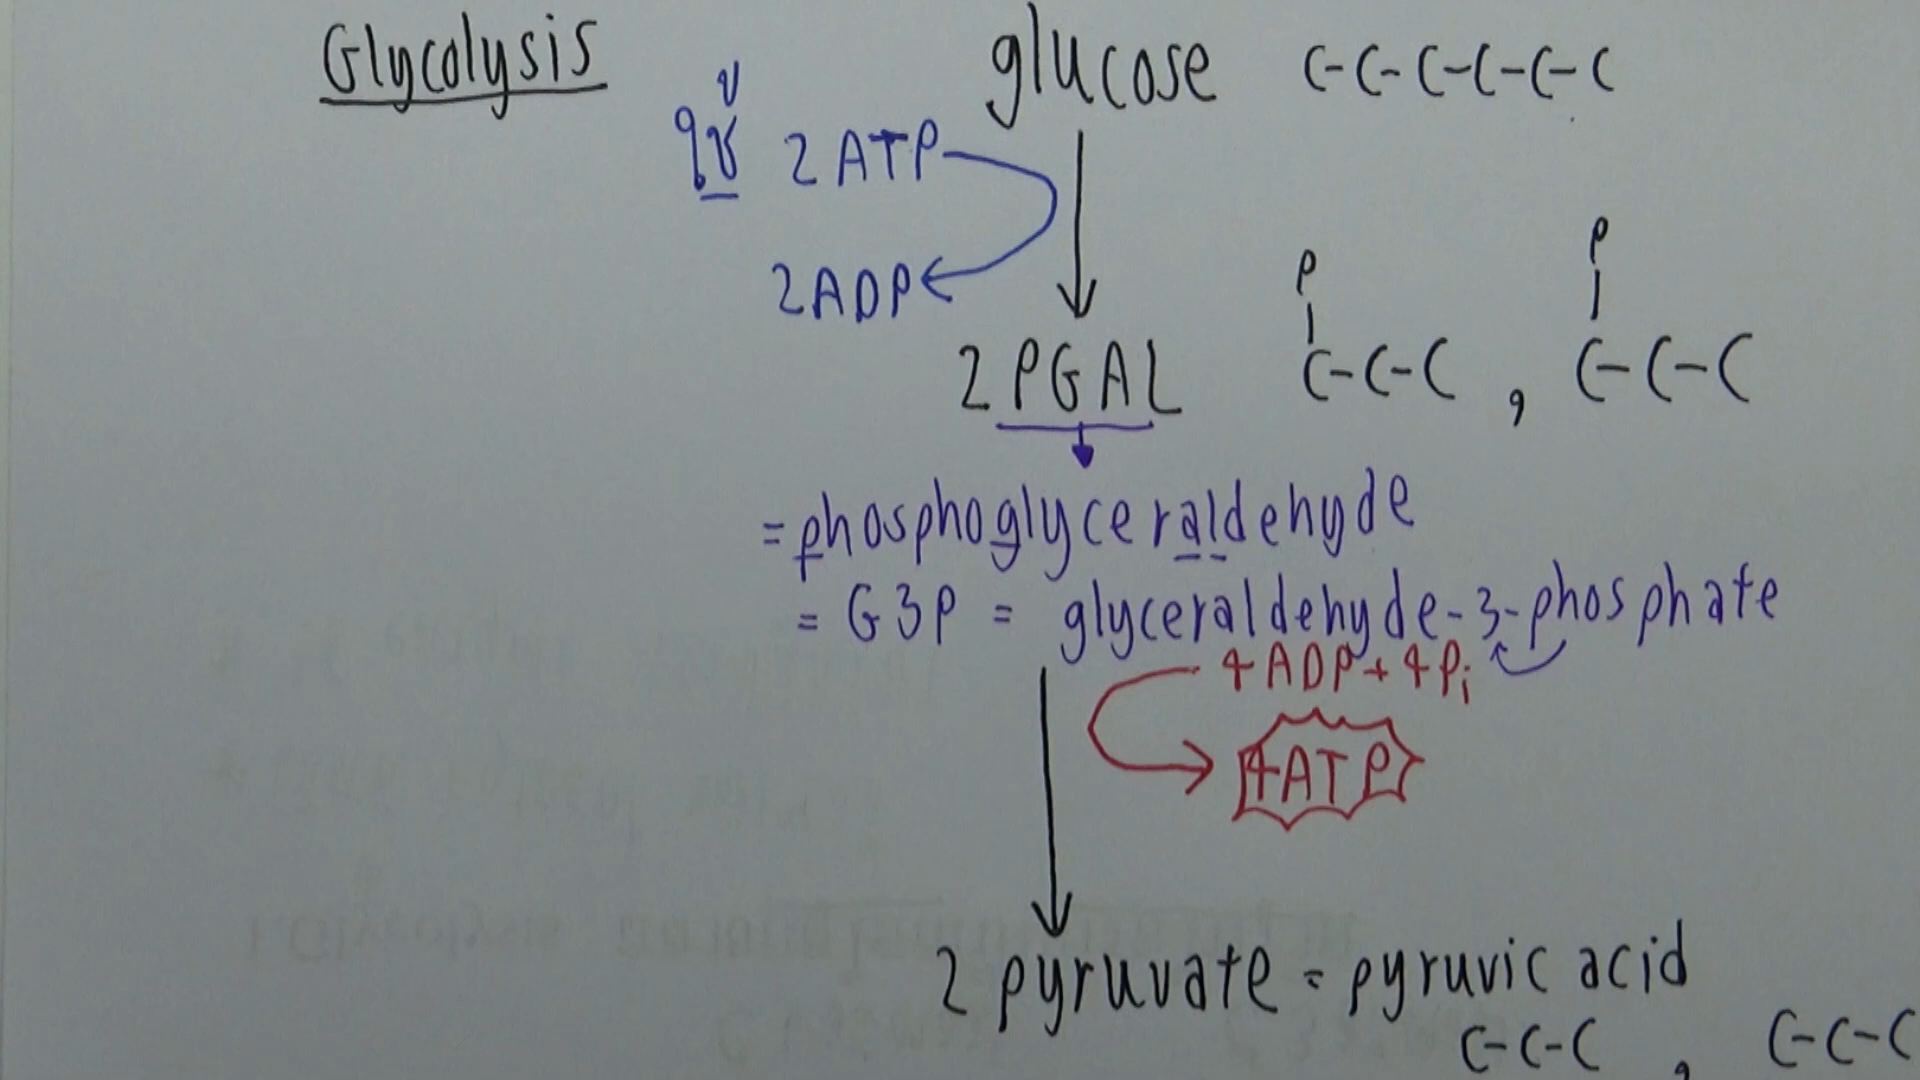 Glycolysis
glucose C-C-C-C-C-C
2 ATP
2ADP
P P
2 PGAL C-C-C , C-C-C
= phosphoglyceraldehyde
= G3P = glyceraldehyde-3-phosphate
4ADP + 4Pi
4ATP
2 pyruvate = pyruvic acid
C-C-C , C-C-C